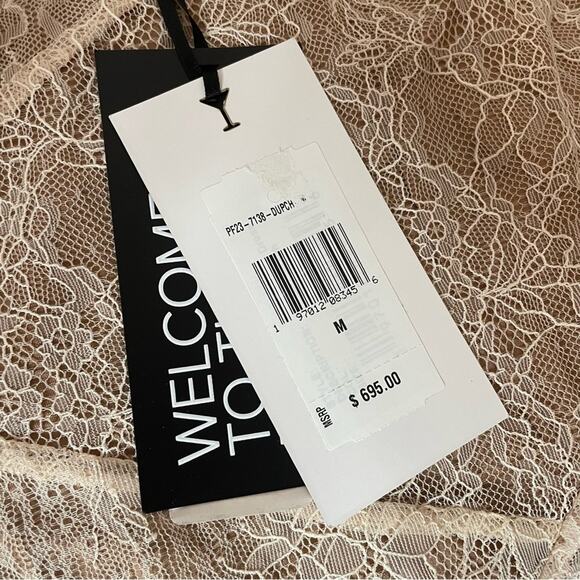 WELCOME
TO
PF23-7138-DUPCH
1 97012 08345 6
M
MSRP $ 695.00